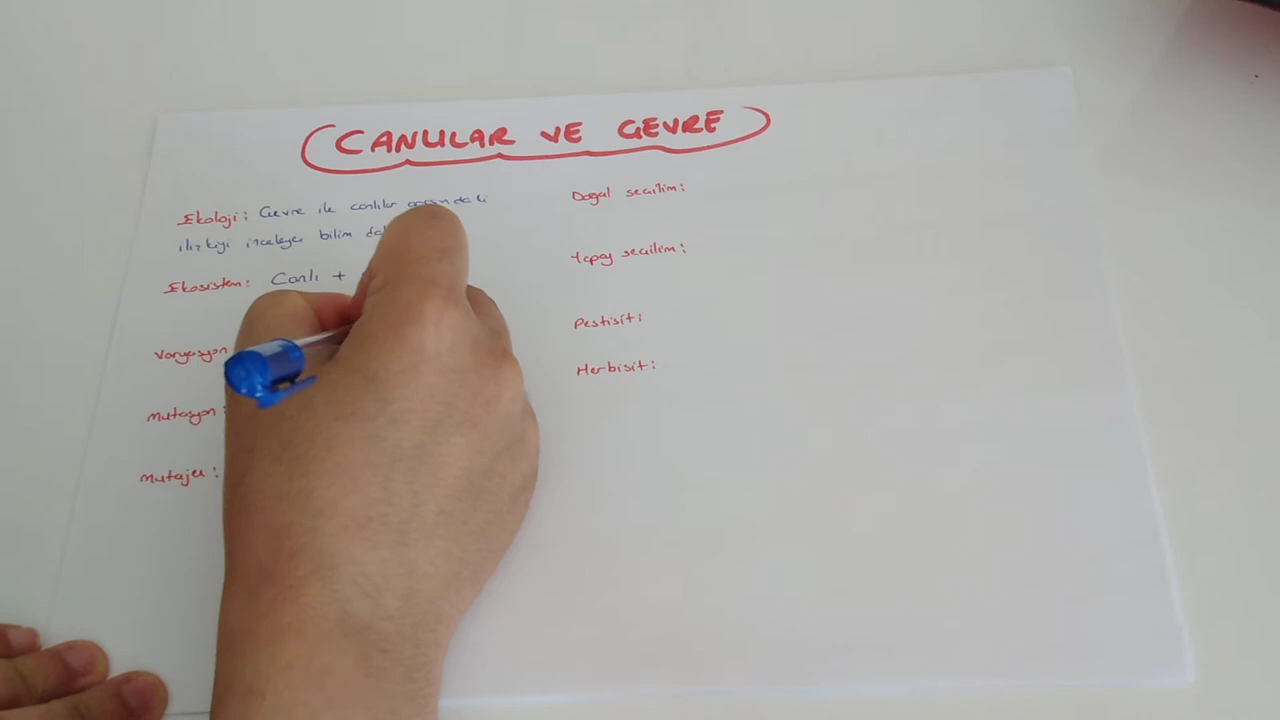 CANLILAR VE ÇEVRE
Ekoloji: Çevre ile canlılar arasındaki
ilişkiyi inceleyen bilim
Ekosistem: Canlı +
Varyasyon
Mutasyon :
Mutajen :
Doğal seçilim:
Yapay seçilim:
Pestisit:
Herbisit: